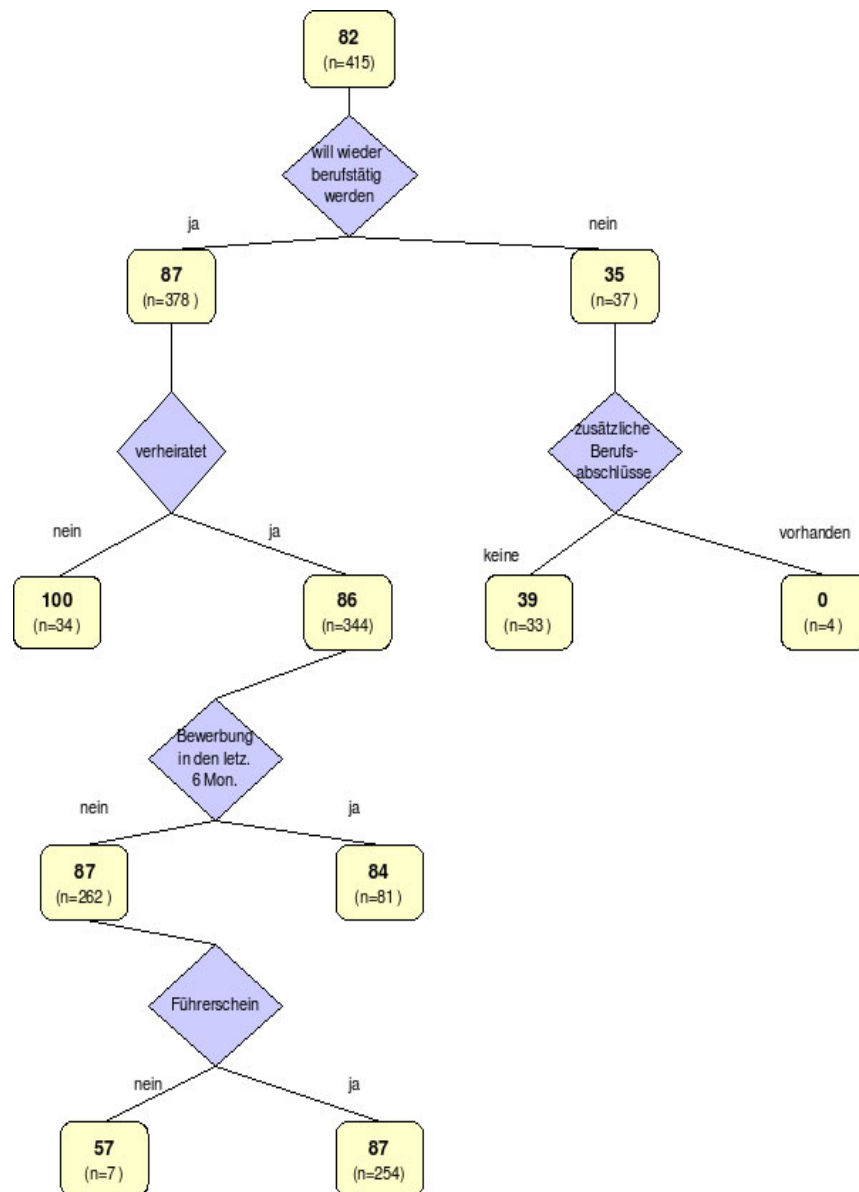 82
(n=415)
will wieder
berufstätig
werden
ja
nein
87
(n=378 )
35
(n=37 )
verheiratet
zusätzliche
Berufs-
abschlüsse
nein
ja
keine
vorhanden
100
(n=34 )
86
(n=344)
39
(n=33 )
0
(n=4 )
Bewerbung
in den letz.
6 Mon.
nein
ja
87
(n=262 )
84
(n=81 )
Führerschein
nein
ja
57
(n=7 )
87
(n=254)